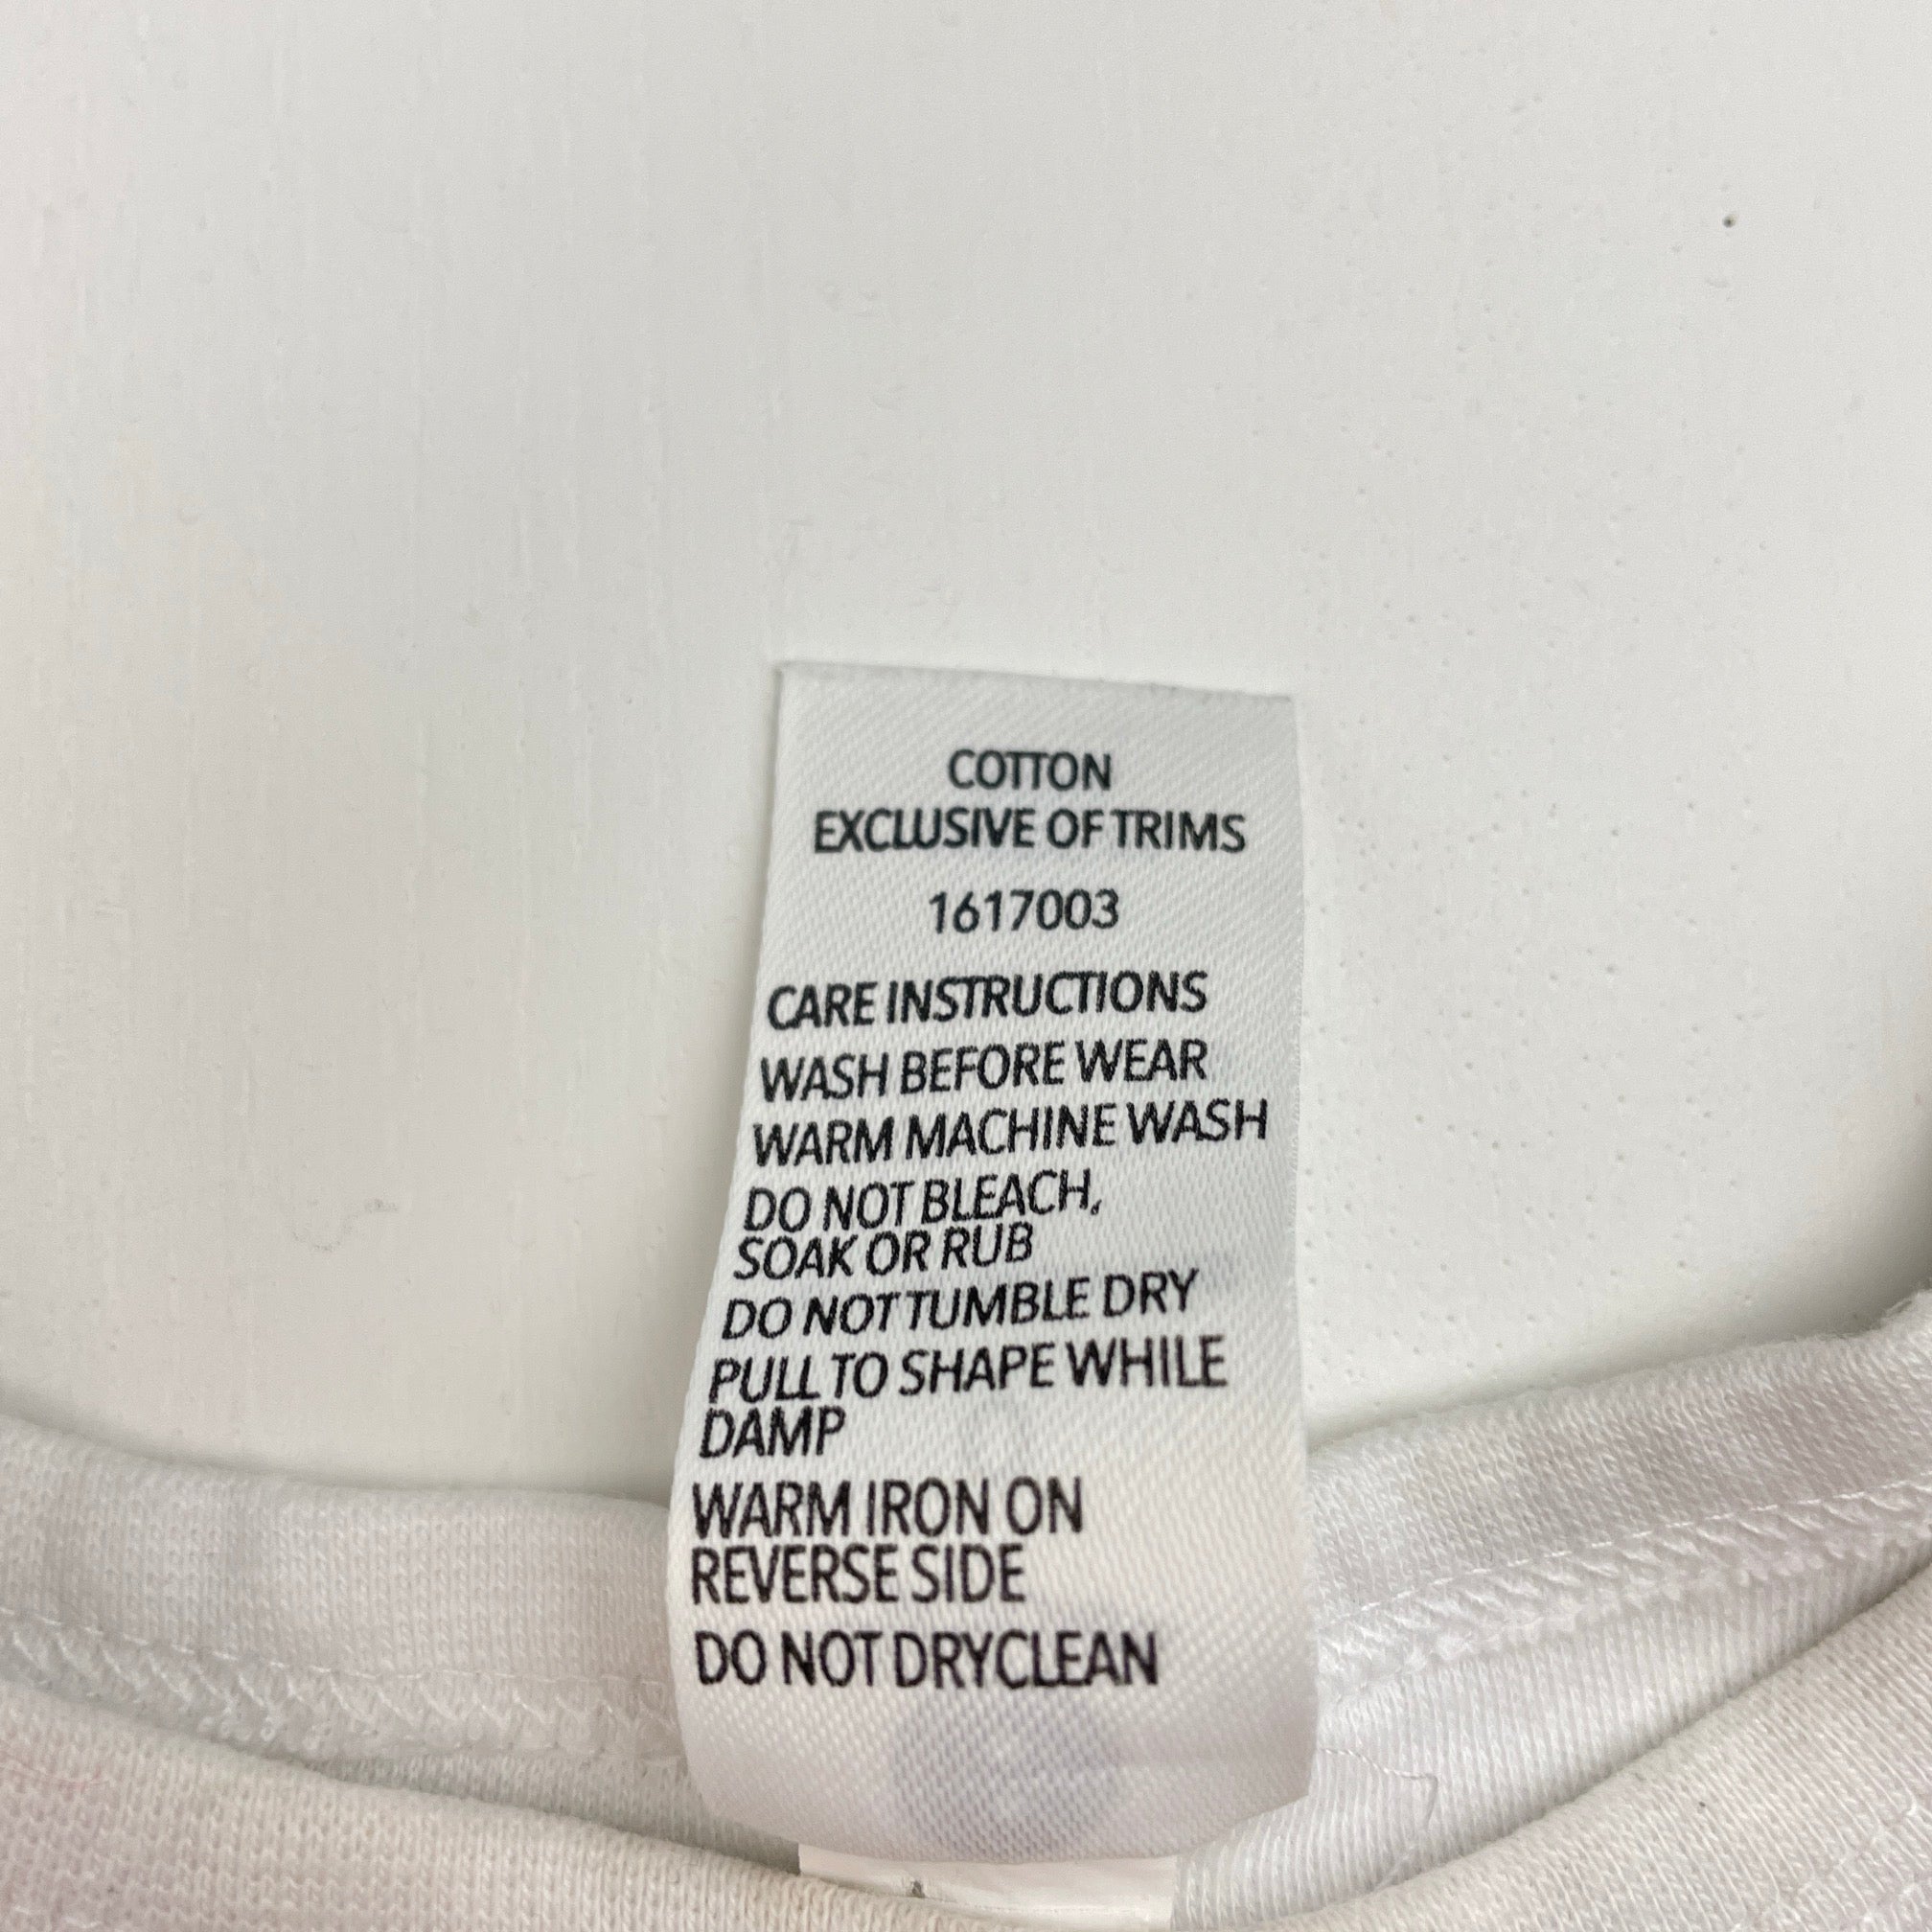 COTTON
EXCLUSIVE OF TRIMS
1617003
CARE INSTRUCTIONS
WASH BEFORE WEAR
WARM MACHINE WASH
DO NOT BLEACH,
SOAK OR RUB
DO NOT TUMBLE DRY
PULL TO SHAPE WHILE
DAMP
WARM IRON ON
REVERSE SIDE
DO NOT DRYCLEAN